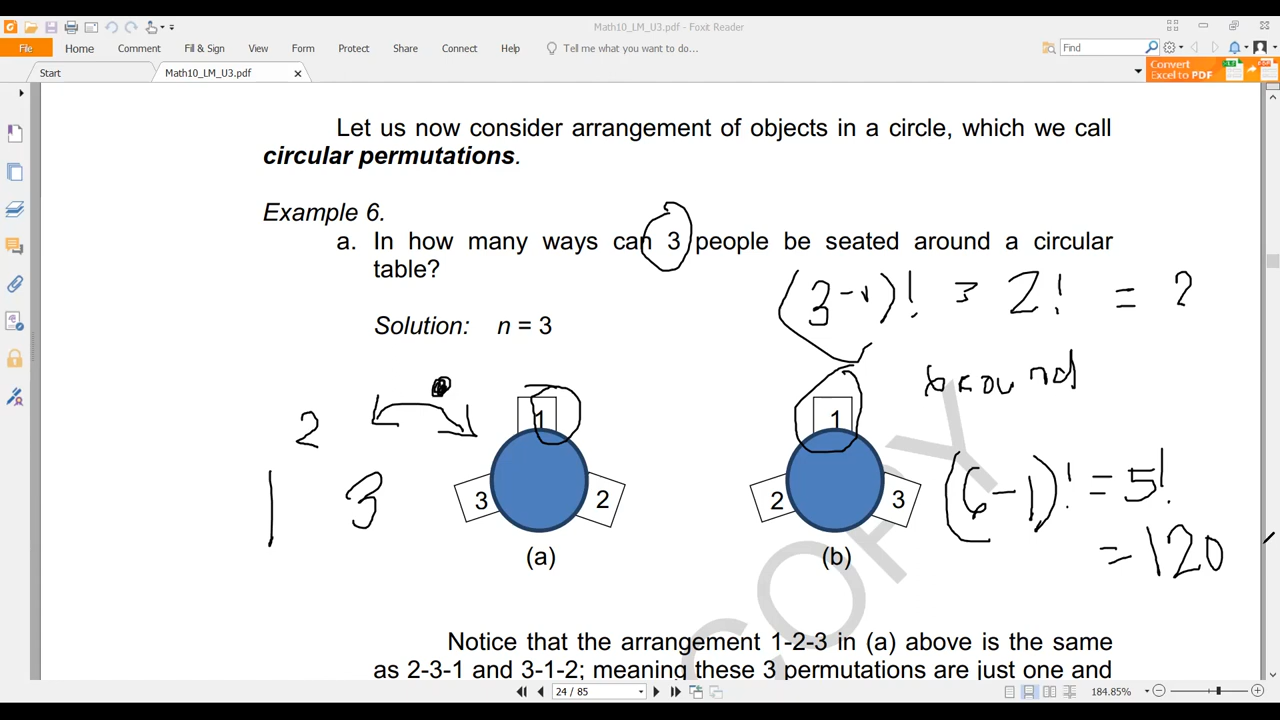 Math10_LM_U3.pdf - Foxit Reader
File Home Comment Fill & Sign View Form Protect Share Connect Help Tell me what you want to do... Find
Start Math10_LM_U3.pdf Convert Excel to PDF
Let us now consider arrangement of objects in a circle, which we call
circular permutations.
Example 6.
a. In how many ways can 3 people be seated around a circular
table?
(3-1)! = 2! = 2
Solution: n = 3
around
2
1 3
1
3 2
(a)
1
2 3
(b)
(6-1)! = 5!
= 120
COPY
Notice that the arrangement 1-2-3 in (a) above is the same
as 2-3-1 and 3-1-2; meaning these 3 permutations are just one and
24 / 85 184.85%